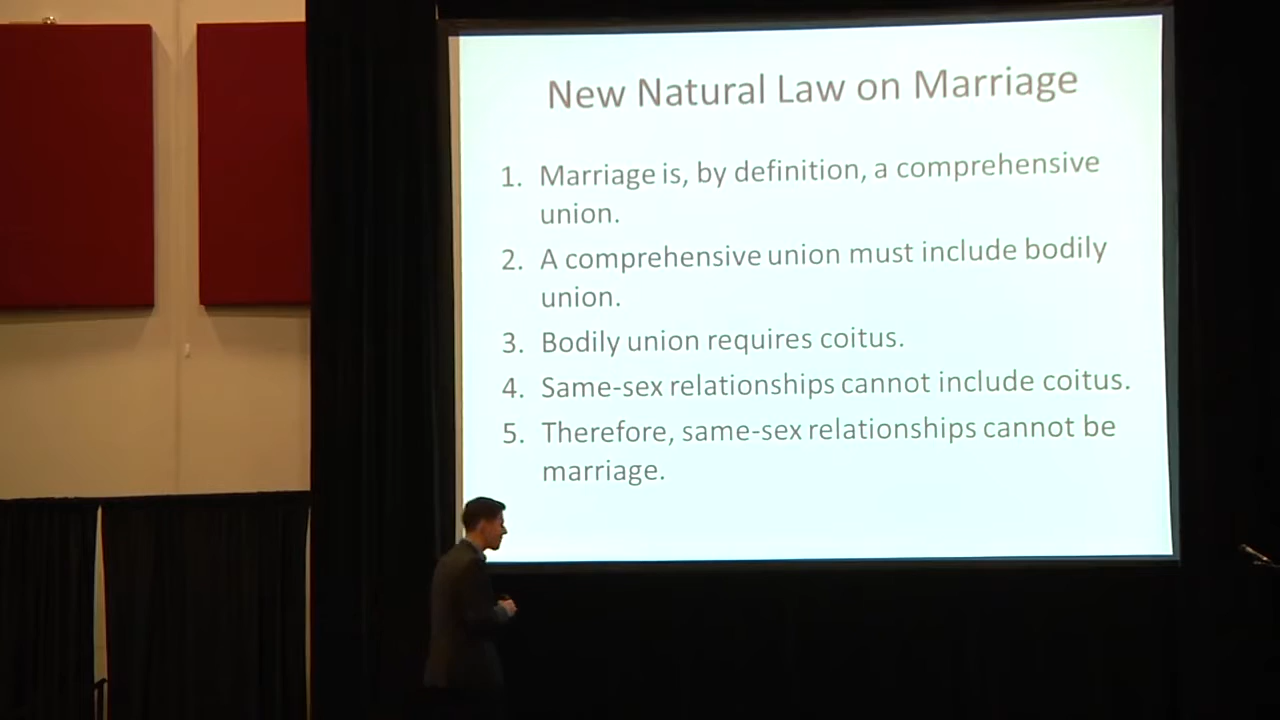 New Natural Law on Marriage
1. Marriage is, by definition, a comprehensive
union.
2. A comprehensive union must include bodily
union.
3. Bodily union requires coitus.
4. Same-sex relationships cannot include coitus.
5. Therefore, same-sex relationships cannot be
marriage.